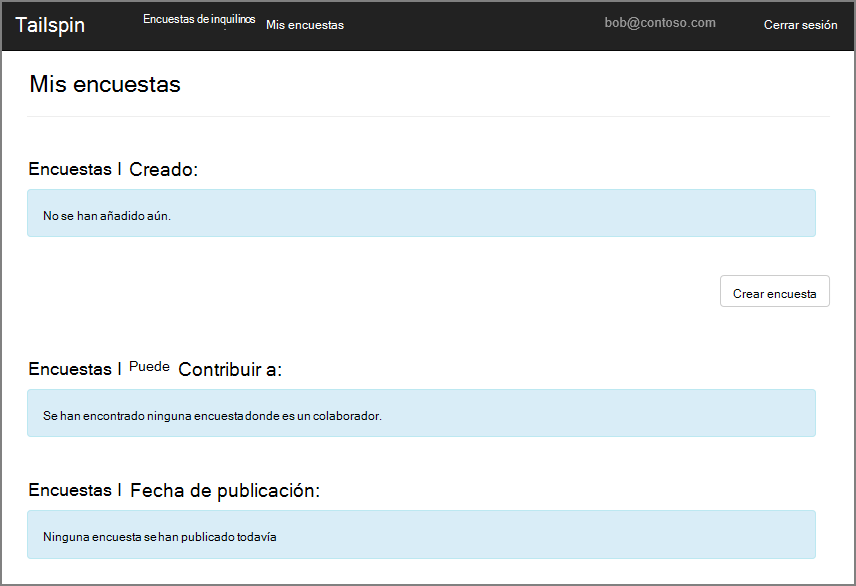 Tailspin Encuestas de inquilinos Mis encuestas bob@contoso.com Cerrar sesión
Mis encuestas
Encuestas I Creado:
No se han añadido aún.
Crear encuesta
Encuestas I Puede Contribuir a:
Se han encontrado ninguna encuesta donde es un colaborador.
Encuestas I Fecha de publicación:
Ninguna encuesta se han publicado todavía